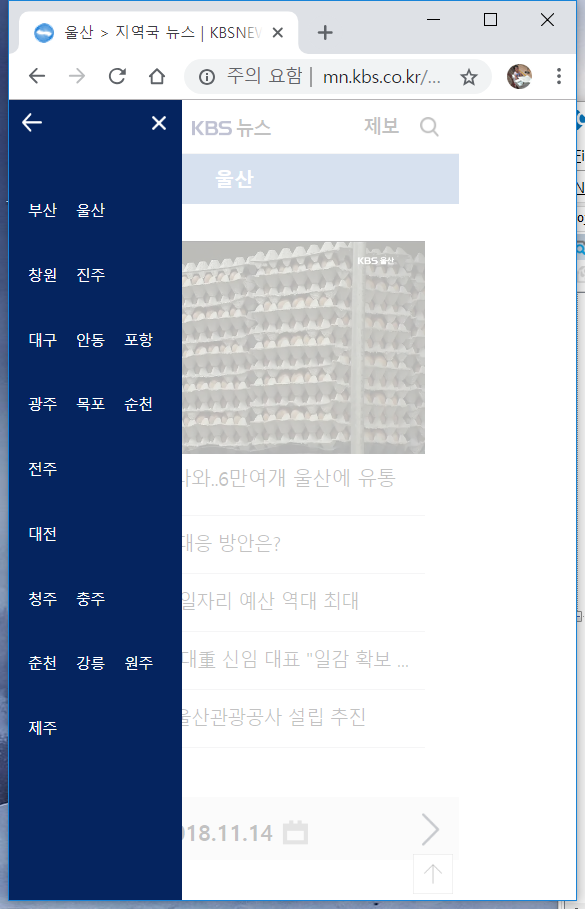 울산 > 지역국 뉴스 | KBSNEW
주의 요함 | mn.kbs.co.kr/...
KBS 뉴스 제보
울산
부산 울산
창원 진주
대구 안동 포항
광주 목포 순천
전주
대전
청주 충주
춘천 강릉 원주
제주
KBS 울산
와..6만여개 울산에 유통
대응 방안은?
일자리 예산 역대 최대
대重 신임 대표 "일감 확보 ...
울산관광공사 설립 추진
018.11.14